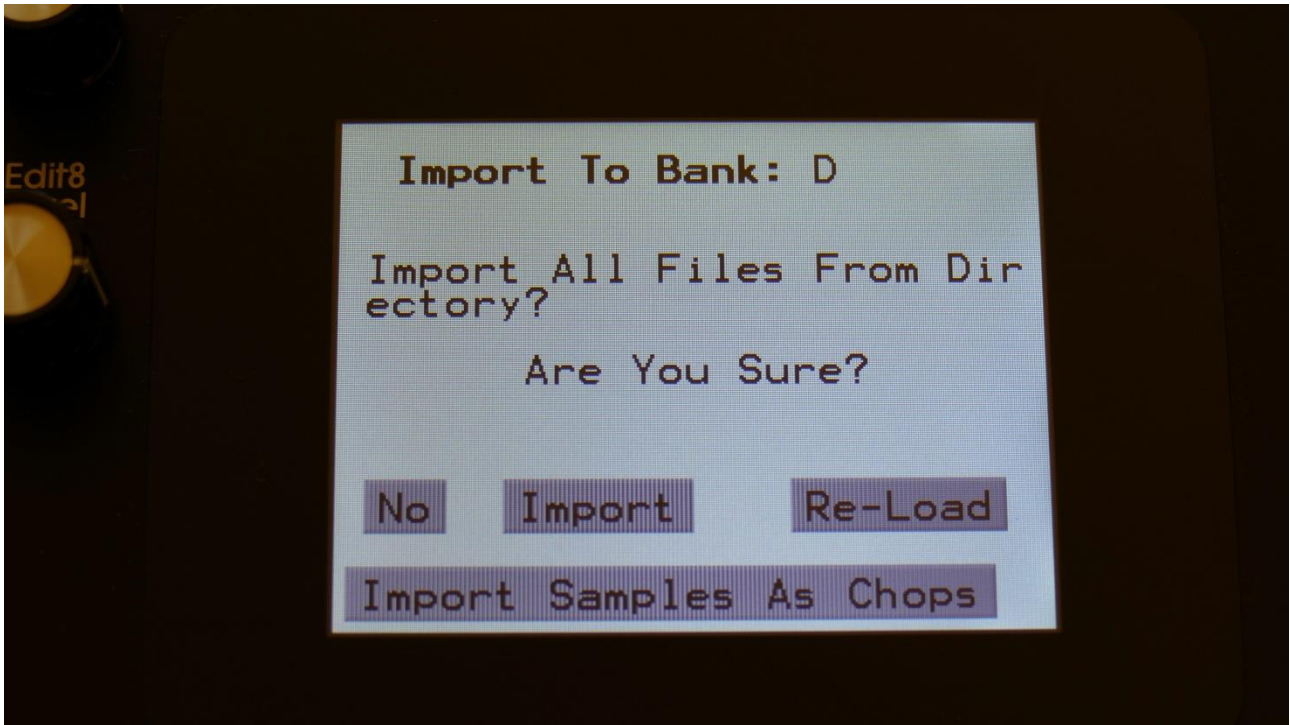 Edit8
Import To Bank: D
Import All Files From Dir
ectory?
Are You Sure?
No Import Re-Load
Import Samples As Chops